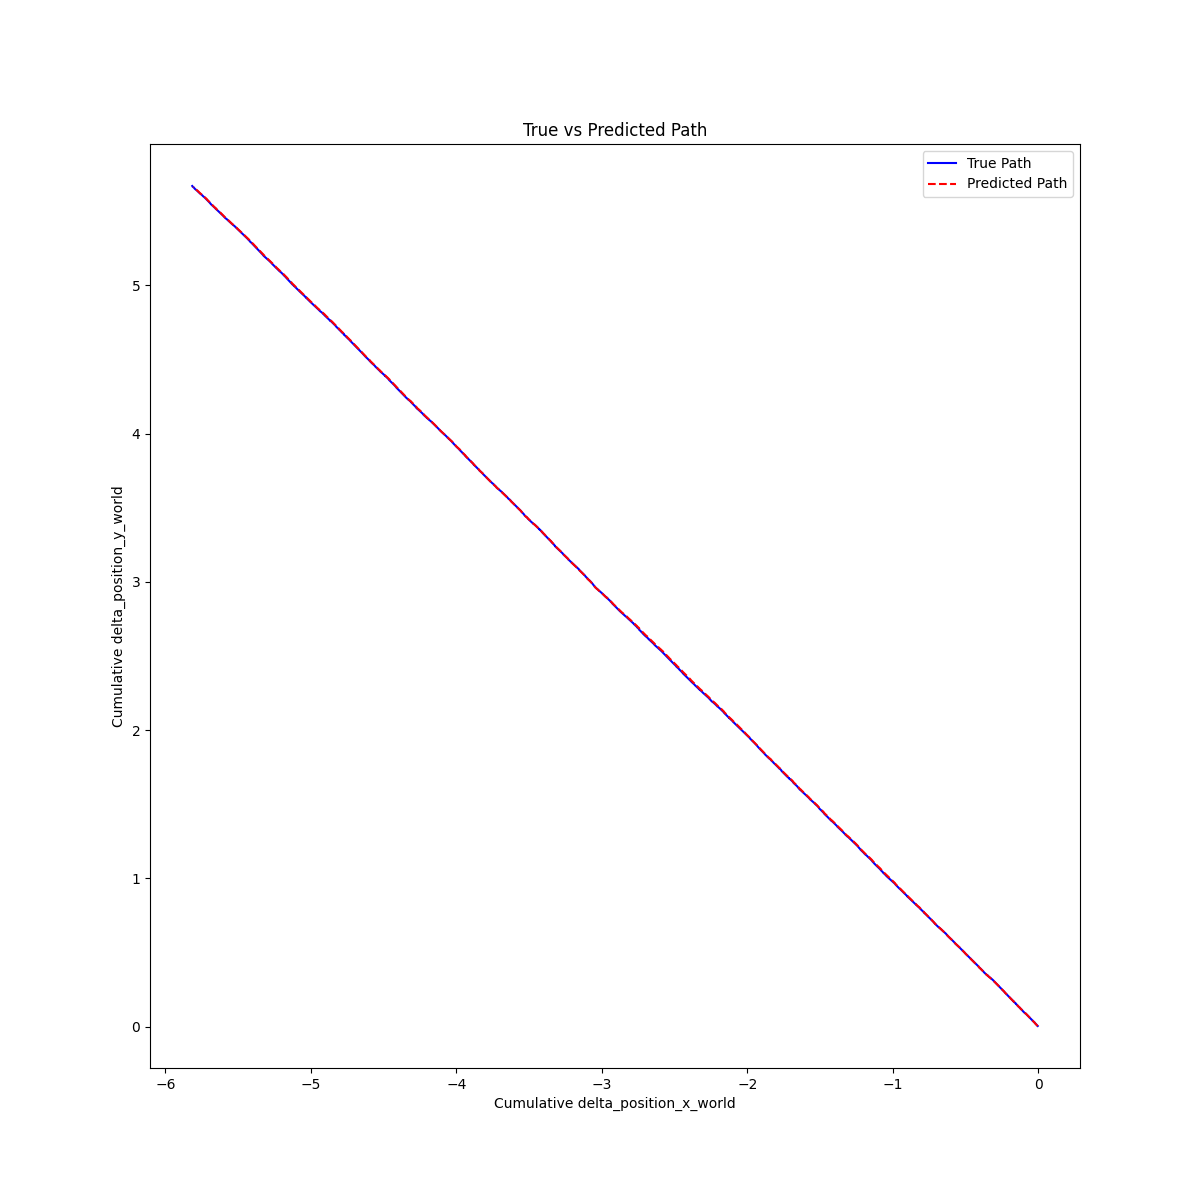 True vs Predicted Path
True Path
Predicted Path
5
4
3
2
1
0
Cumulative delta_position_y_world
−6
−5
−4
−3
−2
−1
0
Cumulative delta_position_x_world